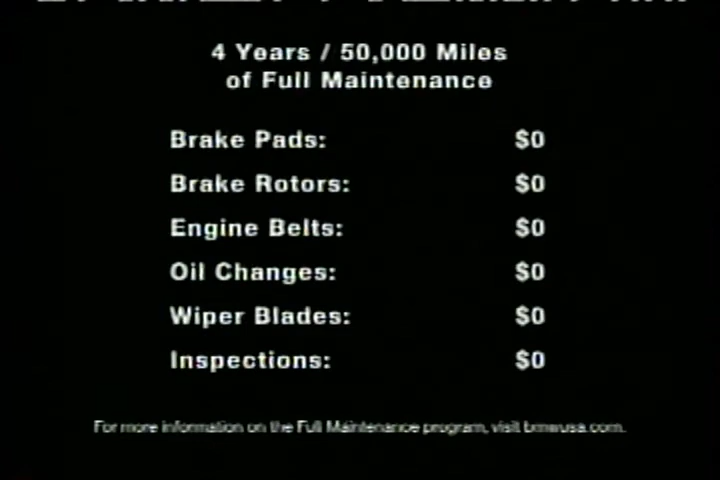 4 Years / 50,000 Miles
of Full Maintenance
Brake Pads: $0
Brake Rotors: $0
Engine Belts: $0
Oil Changes: $0
Wiper Blades: $0
Inspections: $0
For more information on the Full Maintenance program, visit bmwusa.com.